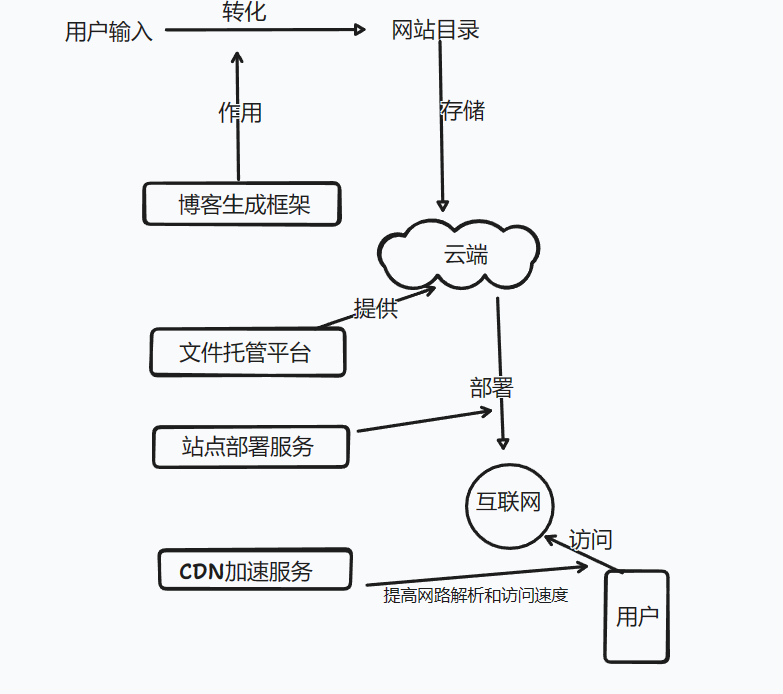 转化
用户输入
网站目录
作用
存储
博客生成框架
云端
提供
文件托管平台
部署
站点部署服务
互联网
访问
CDN加速服务
提高网路解析和访问速度
用户